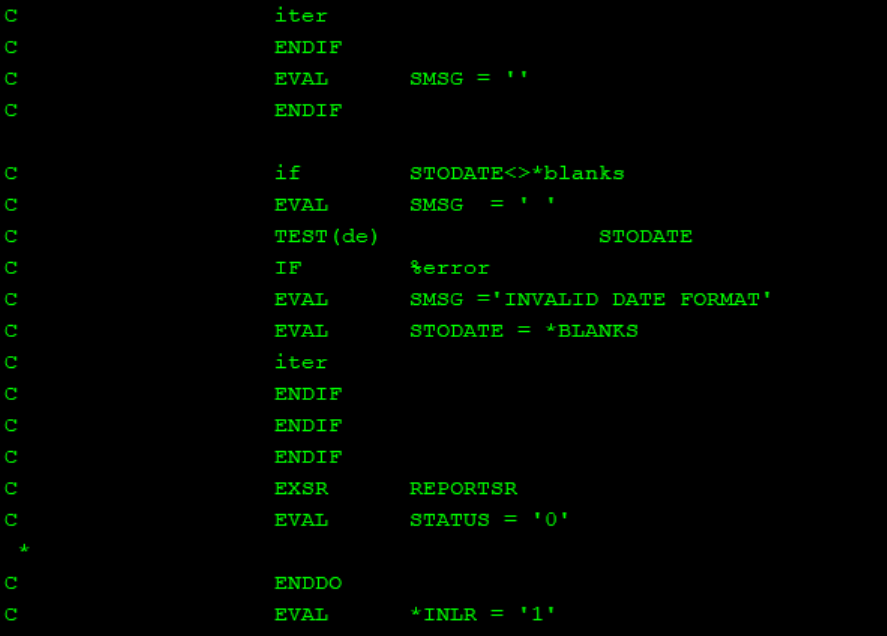 C                   iter
C                   ENDIF
C                   EVAL      SMSG = ''
C                   ENDIF
C                   if        STODATE<>*blanks
C                   EVAL      SMSG  = ' '
C                   TEST(de)                STODATE
C                   IF        %error
C                   EVAL      SMSG ='INVALID DATE FORMAT'
C                   EVAL      STODATE = *BLANKS
C                   iter
C                   ENDIF
C                   ENDIF
C                   ENDIF
C                   EXSR      REPORTSR
C                   EVAL      STATUS = '0'
 *
C                   ENDDO
C                   EVAL      *INLR = '1'